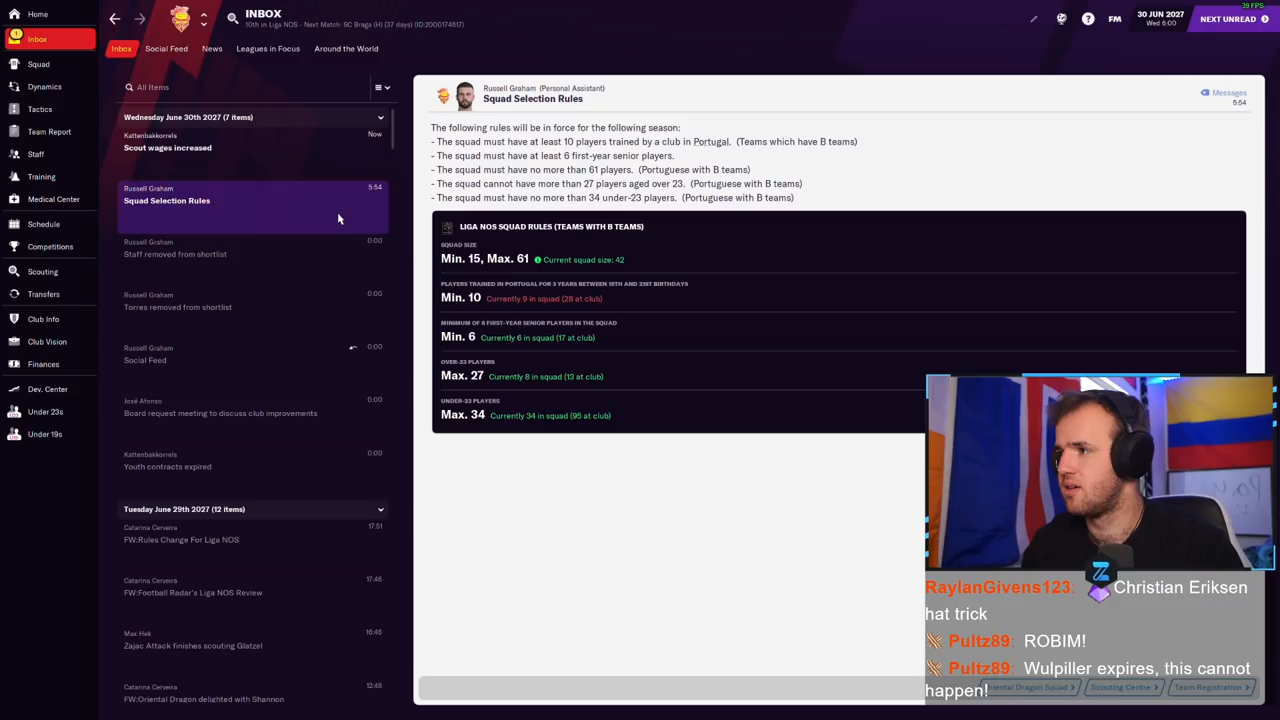 39 FPS
Home
INBOX
10th in Liga NOS - Next Match: SC Braga (H) (37 days) (ID:2000174617)
FM
30 JUN 2027
Wed 6:00
NEXT UNREAD
Inbox
Inbox
Social Feed
News
Leagues in Focus
Around the World
Squad
Dynamics
Tactics
Team Report
Staff
Training
Medical Center
Schedule
Competitions
Scouting
Transfers
Club Info
Club Vision
Finances
Dev. Center
Under 23s
Under 19s
All Items
Wednesday June 30th 2027 (7 items)
Kattenbakkorrels Now
Scout wages increased
Russell Graham 5:54
Squad Selection Rules
Russell Graham 0:00
Staff removed from shortlist
Russell Graham 0:00
Torres removed from shortlist
Russell Graham 0:00
Social Feed
José Afonso 0:00
Board request meeting to discuss club improvements
Kattenbakkorrels 0:00
Youth contracts expired
Tuesday June 29th 2027 (12 items)
Catarina Cerveira 17:51
FW:Rules Change For Liga NOS
Catarina Cerveira 17:46
FW:Football Radar's Liga NOS Review
Max Hek 16:46
Zajac Attack finishes scouting Glatzel
Catarina Cerveira 12:48
FW:Oriental Dragon delighted with Shannon
Russell Graham (Personal Assistant)
Squad Selection Rules
Messages
5:54
The following rules will be in force for the following season:
- The squad must have at least 10 players trained by a club in Portugal. (Teams which have B teams)
- The squad must have at least 6 first-year senior players.
- The squad must have no more than 61 players. (Portuguese with B teams)
- The squad cannot have more than 27 players aged over 23. (Portuguese with B teams)
- The squad must have no more than 34 under-23 players. (Portuguese with B teams)
LIGA NOS SQUAD RULES (TEAMS WITH B TEAMS)
SQUAD SIZE
Min. 15, Max. 61 Current squad size: 42
PLAYERS TRAINED IN PORTUGAL FOR 3 YEARS BETWEEN 15TH AND 21ST BIRTHDAYS
Min. 10 Currently 9 in squad (28 at club)
MINIMUM OF 6 FIRST-YEAR SENIOR PLAYERS IN THE SQUAD
Min. 6 Currently 6 in squad (17 at club)
OVER-23 PLAYERS
Max. 27 Currently 8 in squad (13 at club)
UNDER-23 PLAYERS
Max. 34 Currently 34 in squad (95 at club)
RaylanGivens123: Christian Eriksen
hat trick
Pultz89: ROBIM!
Pultz89: Wulpiller expires, this cannot
happen!
Oriental Dragon Squad
Scouting Centre
Team Registration